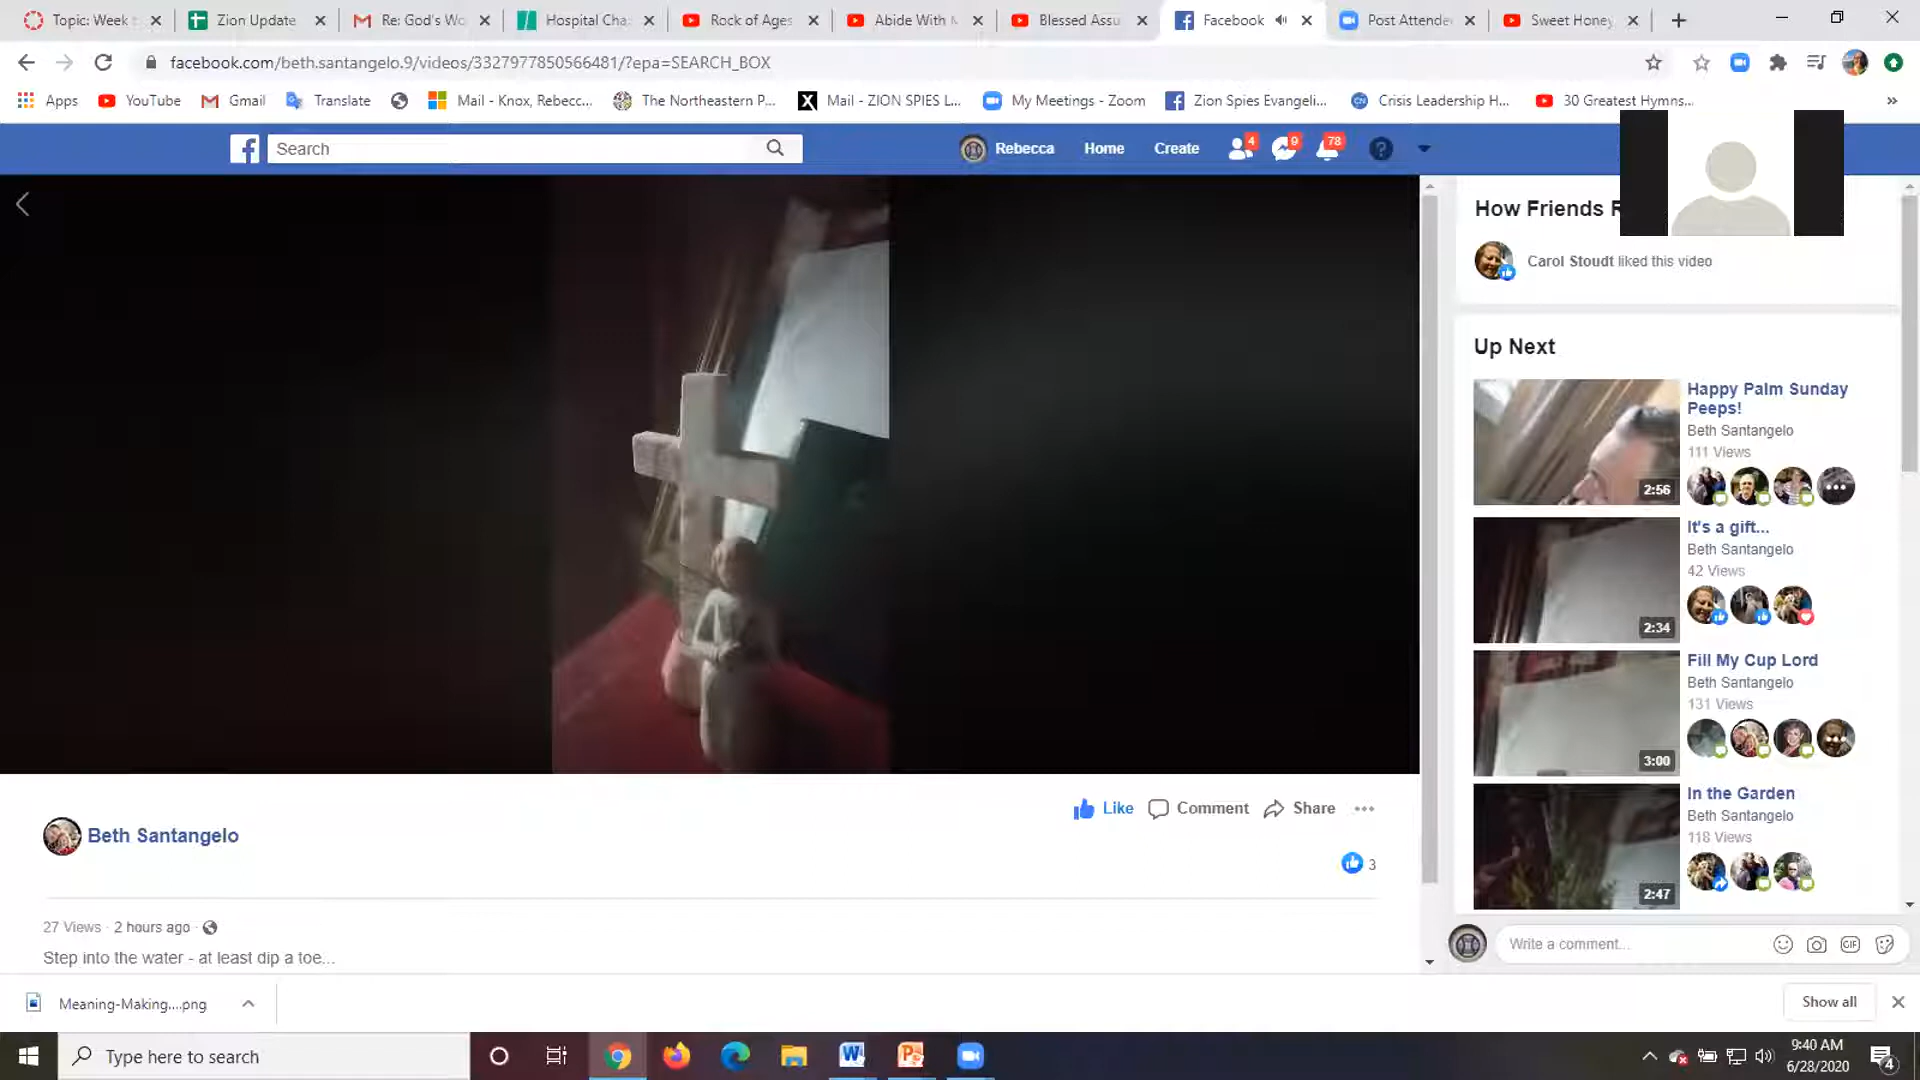 Topic: Week
Zion Update
Re: God's Wo
Hospital Cha
Rock of Ages
Abide With
Blessed Assu
Facebook
Post Attende
Sweet Honey
facebook.com/beth.santangelo.9/videos/3327977850566481/?epa=SEARCH_BOX
Apps
YouTube
Gmail
Translate
Mail - Knox, Rebecc...
The Northeastern P...
Mail - ZION SPIES L...
My Meetings - Zoom
Zion Spies Evangeli...
Crisis Leadership H...
30 Greatest Hymns...
»
Search
Rebecca
Home
Create
4
9
78
How Friends
Carol Stoudt liked this video
Up Next
Happy Palm Sunday
Peeps!
Beth Santangelo
111 Views
2:56
It's a gift...
Beth Santangelo
42 Views
2:34
Fill My Cup Lord
Beth Santangelo
131 Views
3:00
In the Garden
Beth Santangelo
118 Views
2:47
Like
Comment
Share
Beth Santangelo
3
27 Views · 2 hours ago ·
Step into the water - at least dip a toe...
Write a comment...
GIF
Meaning-Making....png
Show all
Type here to search
9:40 AM
6/28/2020
4